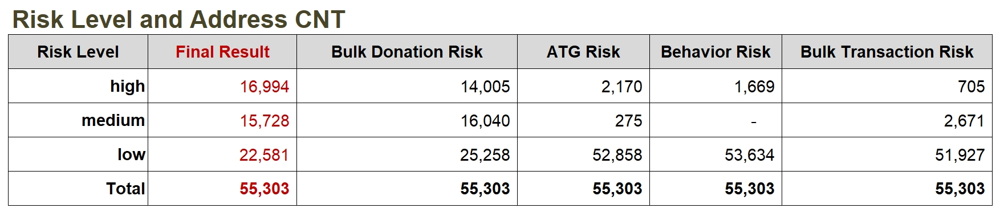 Risk Level and Address CNT
Risk Level Final Result Bulk Donation Risk ATG Risk Behavior Risk Bulk Transaction Risk
high 16,994 14,005 2,170 1,669 705
medium 15,728 16,040 275 - 2,671
low 22,581 25,258 52,858 53,634 51,927
Total 55,303 55,303 55,303 55,303 55,303